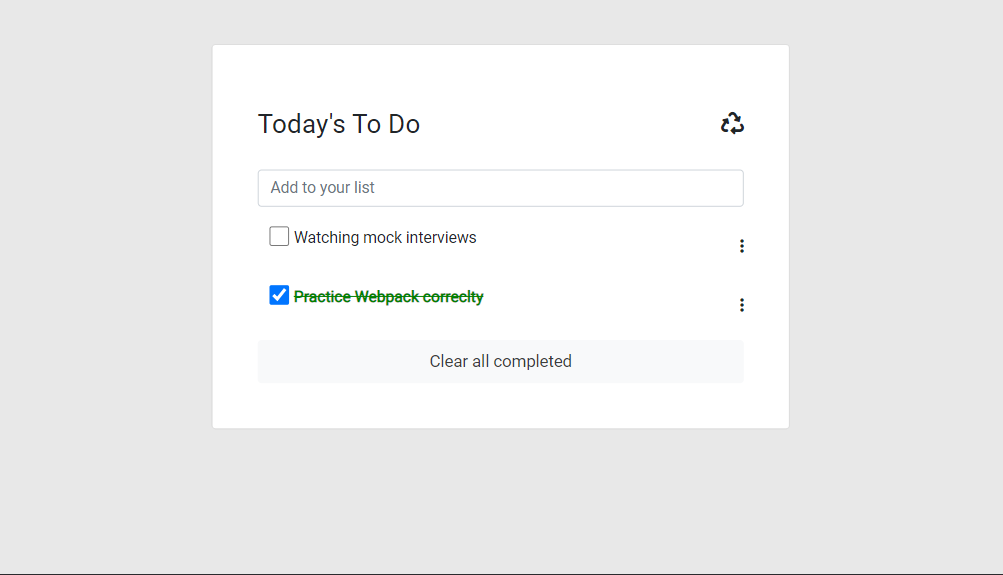 Today's To Do
Add to your list
Watching mock interviews
Practice Webpack correclty
Clear all completed